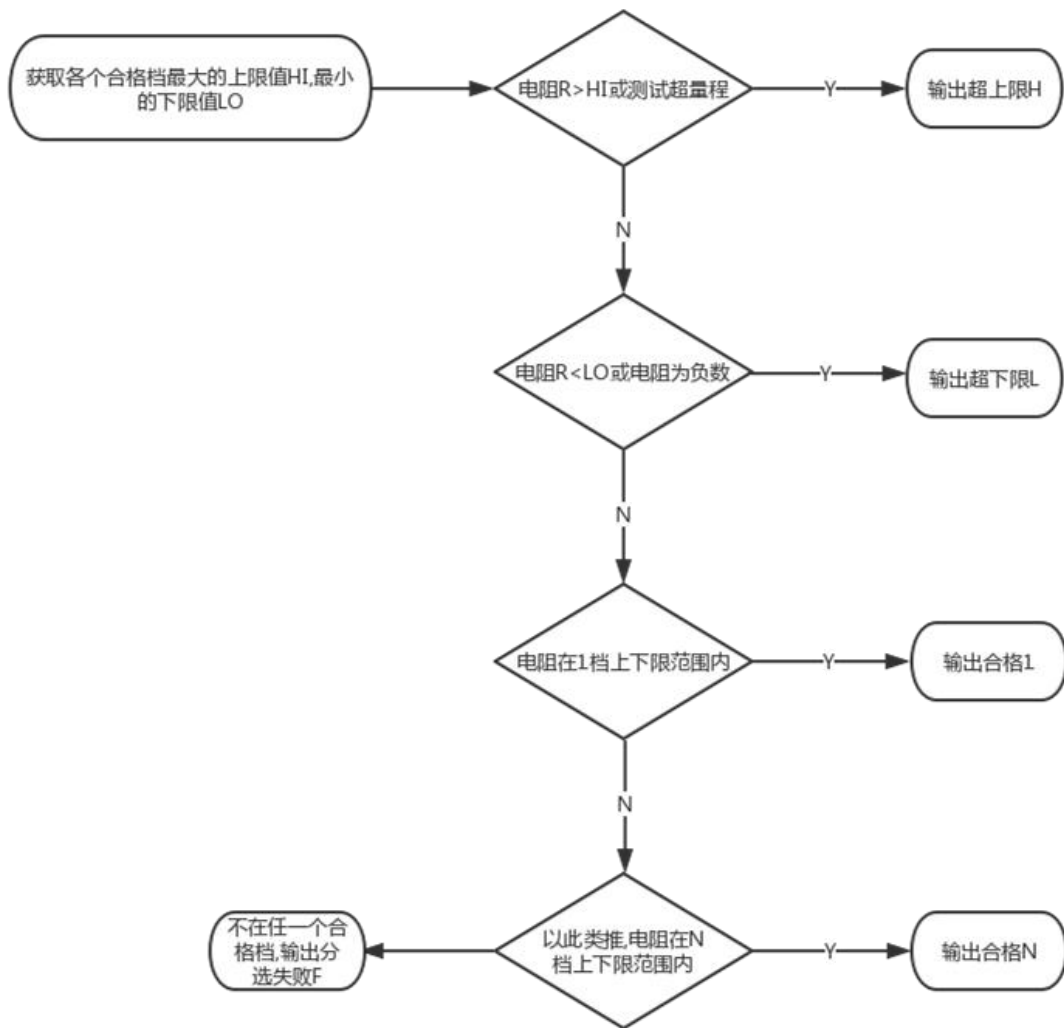 获取各个合格档最大的上限值HI,最小
的下限值LO
电阻R>HI或测试超量程
Y
输出超上限H
N
电阻R<LO或电阻为负数
Y
输出超下限L
N
电阻在1档上下限范围内
Y
输出合格1
N
以此类推,电阻在N
档上下限范围内
Y
输出合格N
不在任一个合
格档,输出分
选失败F